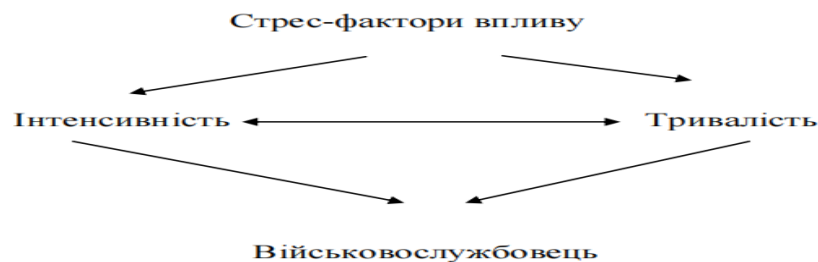 Стрес-фактори впливу
Інтенсивність
Тривалість
Військовослужбовець